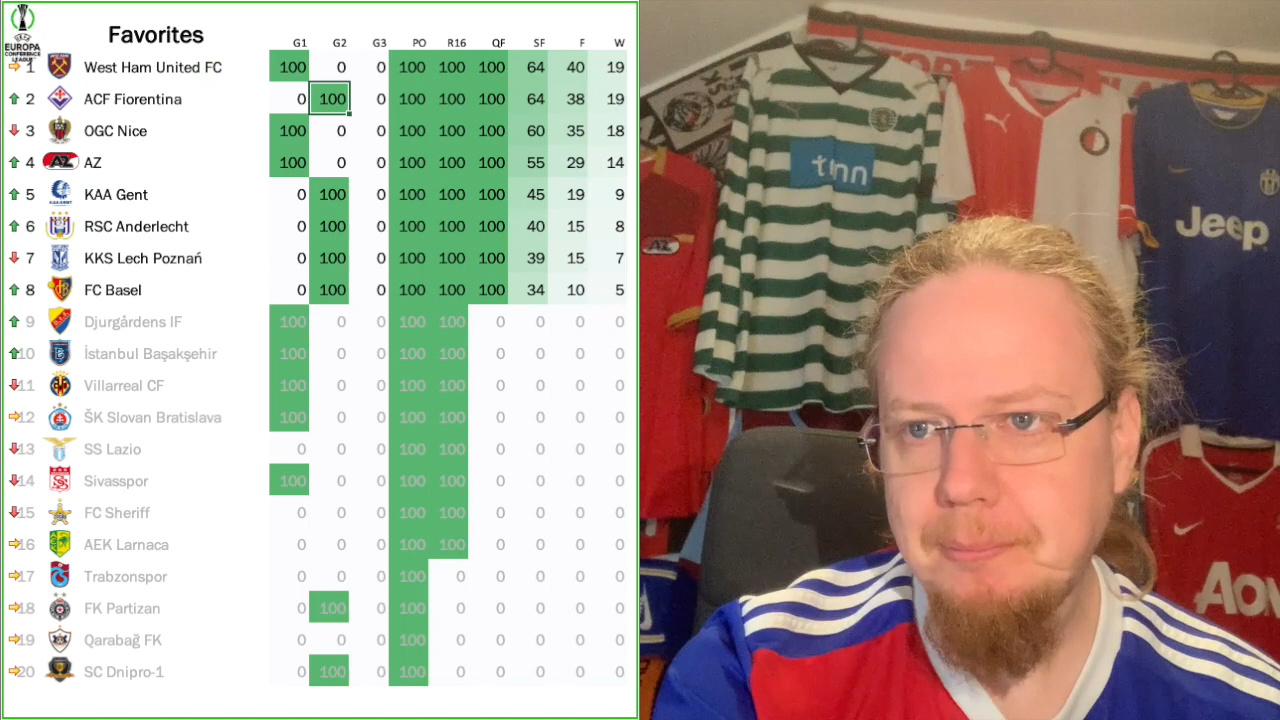 UEFA
EUROPA
CONFERENCE
LEAGUE
Favorites
G1 G2 G3 PO R16 QF SF F W
1 West Ham United FC 100 0 0 100 100 100 64 40 19
2 ACF Fiorentina 0 100 0 100 100 100 64 38 19
3 OGC Nice 100 0 0 100 100 100 60 35 18
4 AZ AZ 100 0 0 100 100 100 55 29 14
5 KAA Gent 0 100 0 100 100 100 45 19 9
6 RSC Anderlecht 0 100 0 100 100 100 40 15 8
7 KKS Lech Poznań 0 100 0 100 100 100 39 15 7
8 FC Basel 0 100 0 100 100 100 34 10 5
9 Djurgårdens IF 100 0 0 100 100 0 0 0 0
10 İstanbul Başakşehir 100 0 0 100 100 0 0 0 0
11 Villarreal CF 100 0 0 100 100 0 0 0 0
12 ŠK Slovan Bratislava 100 0 0 100 100 0 0 0 0
13 SS Lazio 0 0 0 100 100 0 0 0 0
14 Sivasspor 100 0 0 100 100 0 0 0 0
15 FC Sheriff 0 0 0 100 100 0 0 0 0
16 AEK Larnaca 0 0 0 100 100 0 0 0 0
17 Trabzonspor 0 0 0 100 0 0 0 0 0
18 FK Partizan 0 100 0 100 0 0 0 0 0
19 Qarabağ FK 0 0 0 100 0 0 0 0 0
20 SC Dnipro-1 0 100 0 100 0 0 0 0 0
tmn
Jeep
AZ
AON